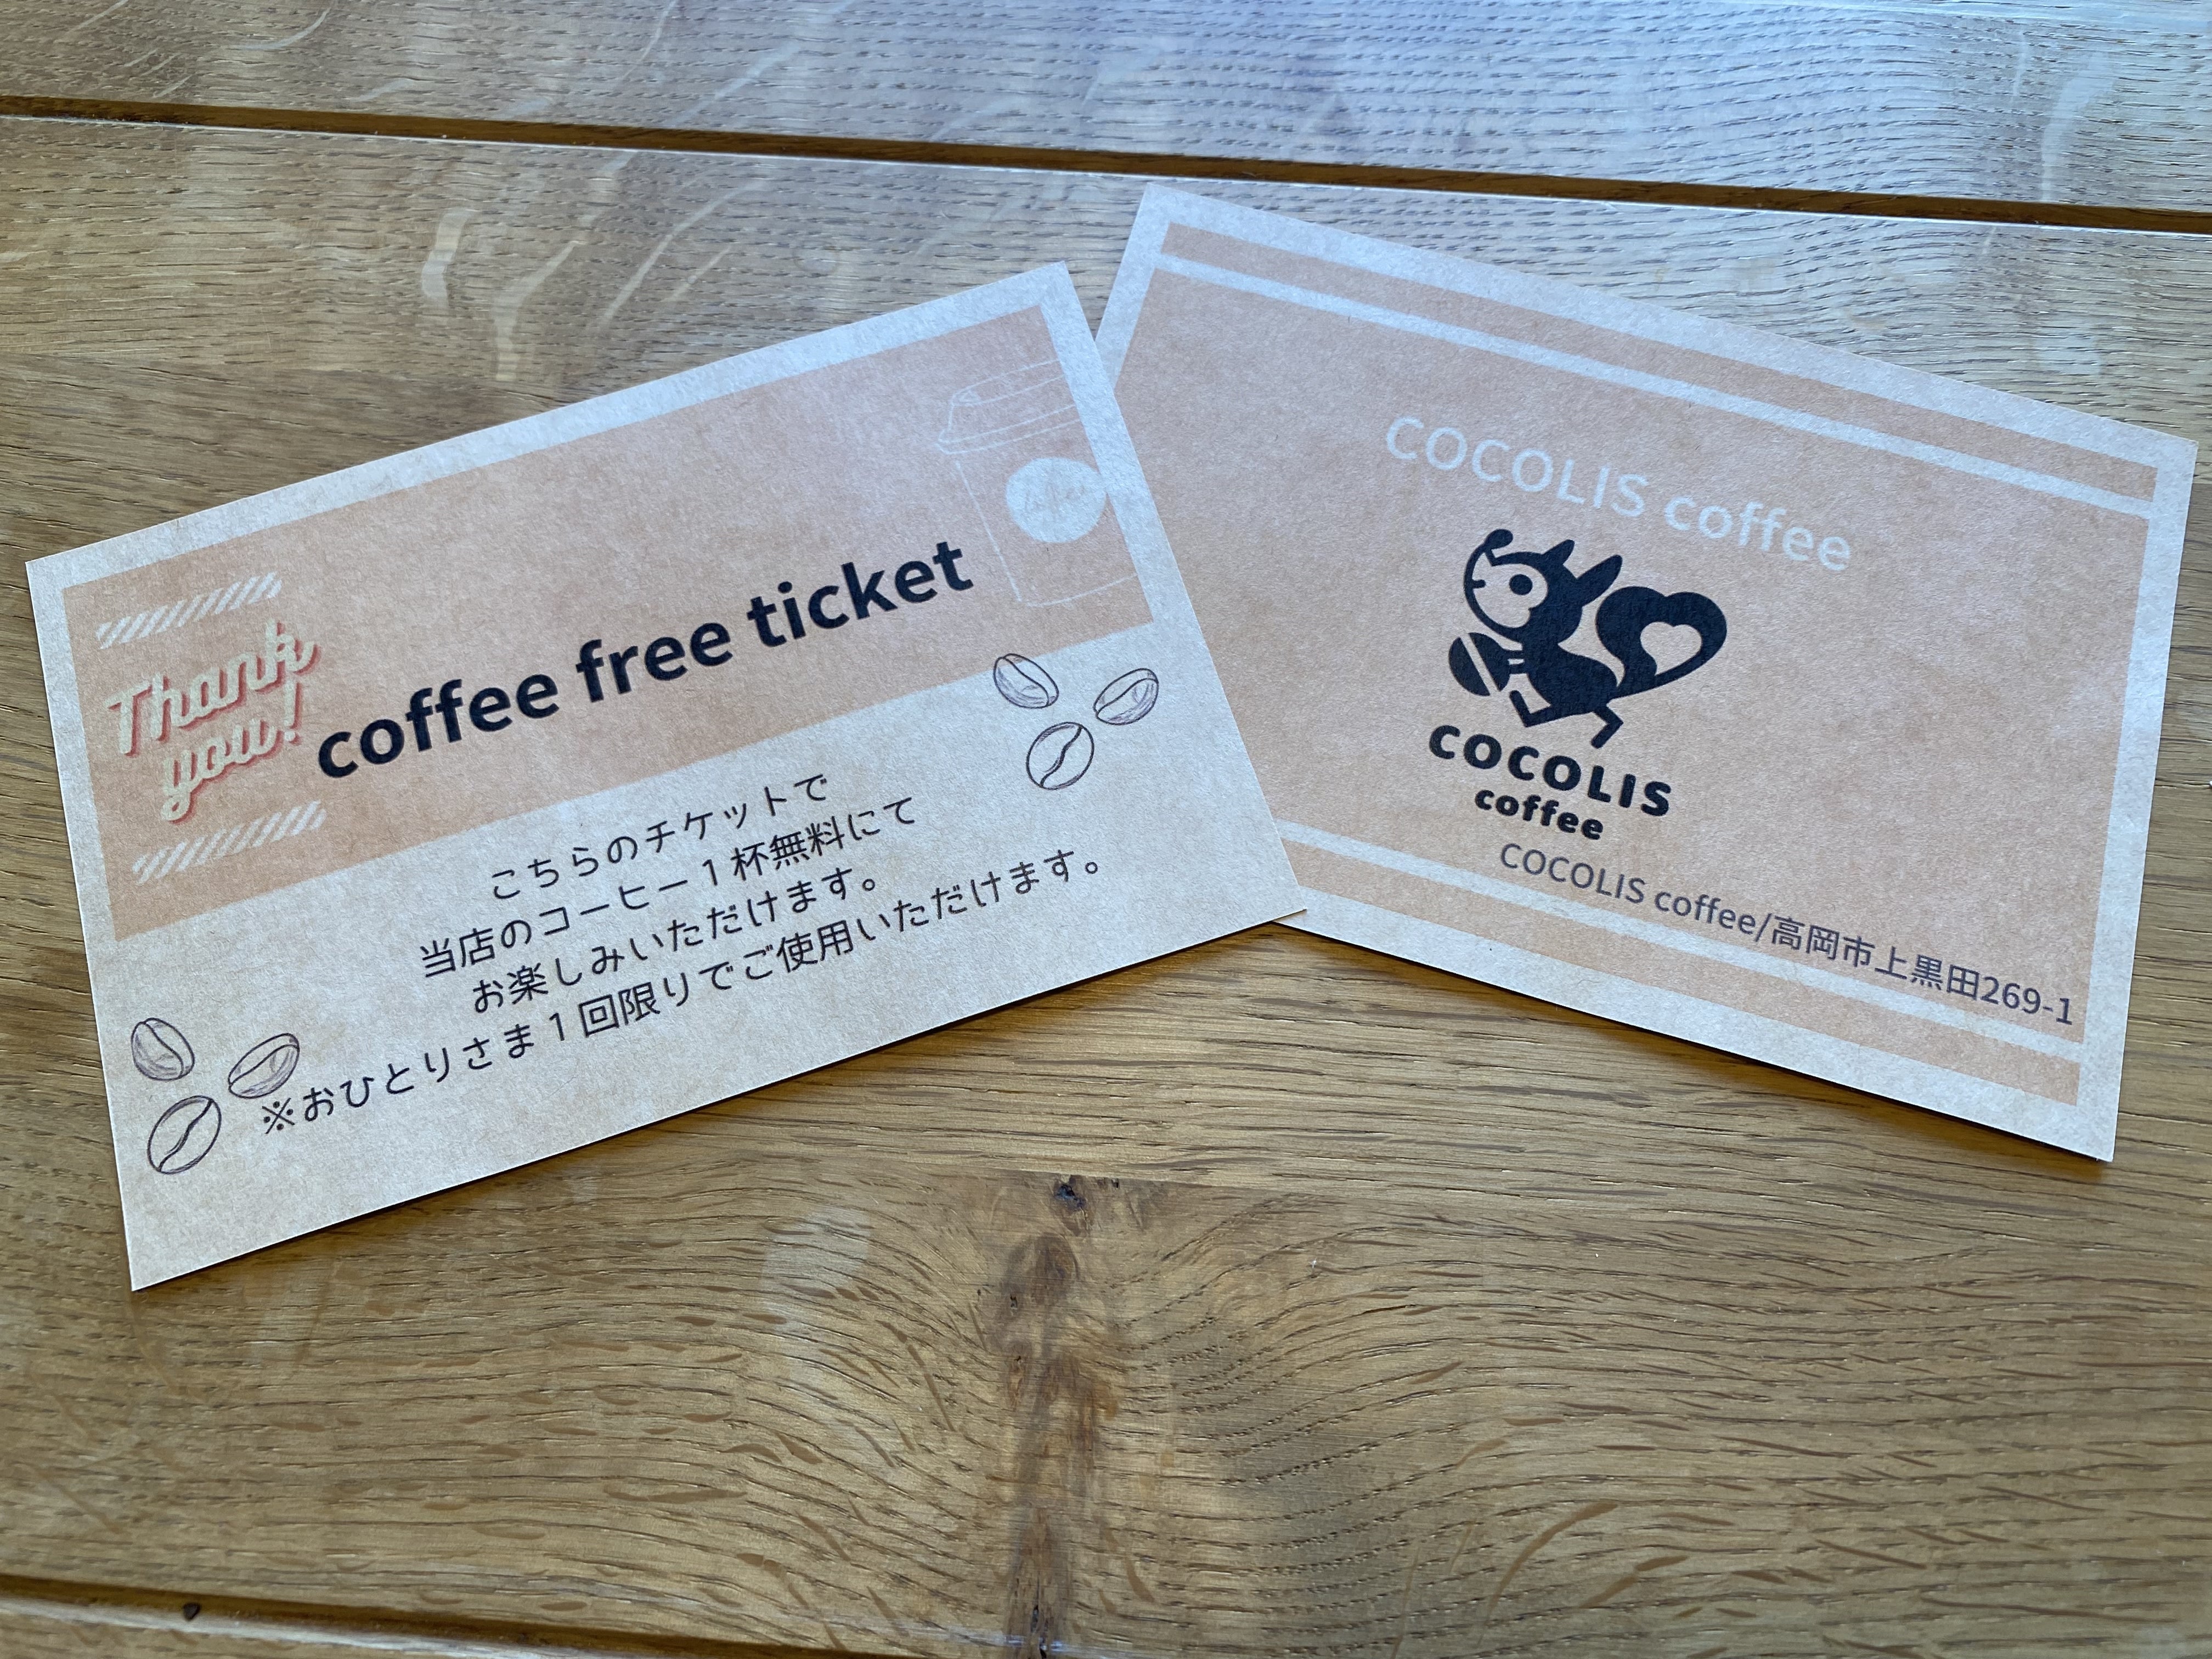 Thank
you!
coffee free ticket
こちらのチケットで
当店のコーヒー１杯無料にて
お楽しみいただけます。
※おひとりさま１回限りでご使用いただけます。
COCOLIS coffee
COCOLIS
coffee
COCOLIS coffee/高岡市上黒田269-1